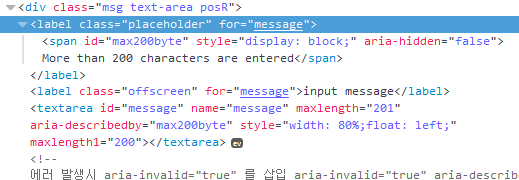 <div class="msg text-area posR">
<label class="placeholder" for="message">
<span id="max200byte" style="display: block;" aria-hidden="false">
More than 200 characters are entered</span>
</label>
<label class="offscreen" for="message">input message</label>
<textarea id="message" name="message" maxlength="201"
aria-describedby="max200byte" style="width: 80%;float: left;"
maxlength1="200"></textarea> ev
<!--
에러 발생시 aria-invalid="true" 를 삽입 aria-invalid="true" aria-describ